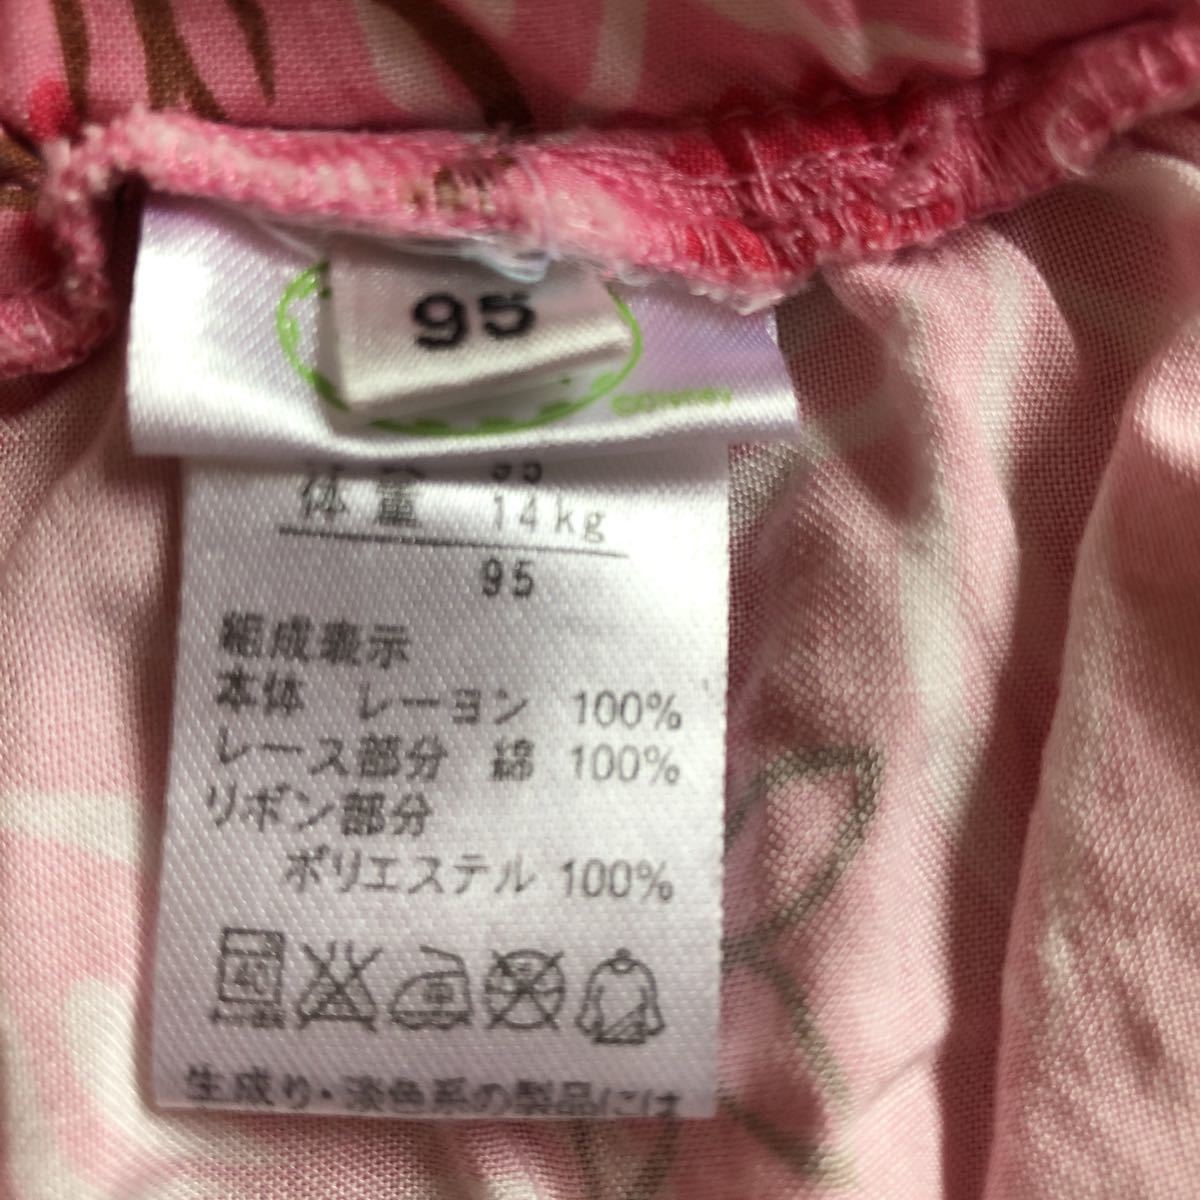 95
体重 14kg
95
組成表示
本体 レーヨン 100%
レース部分 綿 100%
リボン部分
ポリエステル 100%
40
生成り・淡色系の製品には